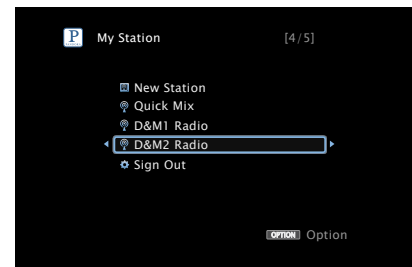 P My Station [4/5]
New Station
Quick Mix
D&M1 Radio
D&M2 Radio
Sign Out
OPTION Option